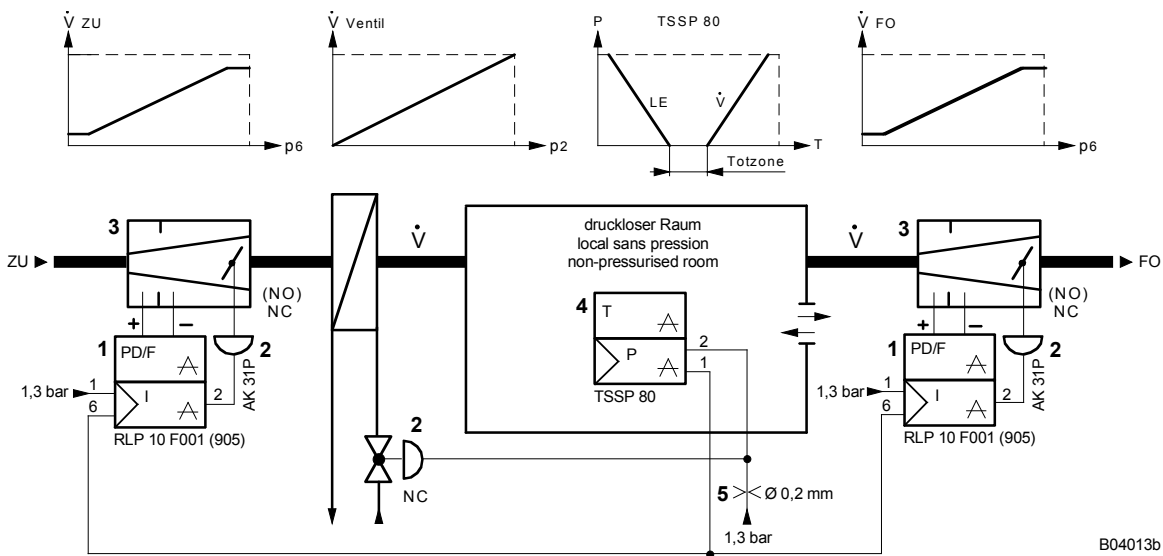 V̇ ZU
p6
V̇ Ventil
p2
P
TSSP 80
LE
V̇
T
Totzone
V̇ FO
p6
ZU
3
(NO)
NC
+
–
1
PD/F
2
1,3 bar
1
6
I
2
AK 31P
RLP 10 F001 (905)
V̇
2
NC
druckloser Raum
local sans pression
non-pressurised room
4
T
P
2
1
TSSP 80
5
Ø 0,2 mm
1,3 bar
V̇
3
FO
(NO)
NC
+
–
1
PD/F
2
1,3 bar
1
6
I
2
AK 31P
RLP 10 F001 (905)
B04013b